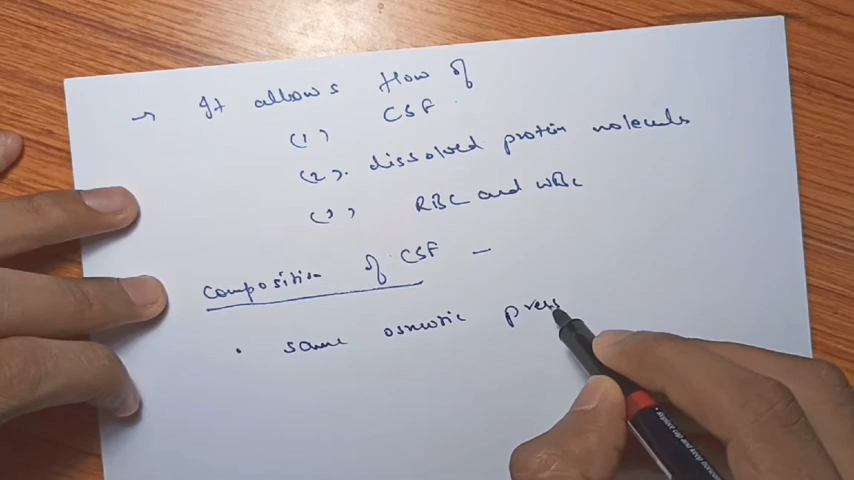 → It allows flow of
(1) CSF
(2). dissolved protein molecules
(3) RBC and WBC
Composition of CSF –
• same osmotic press